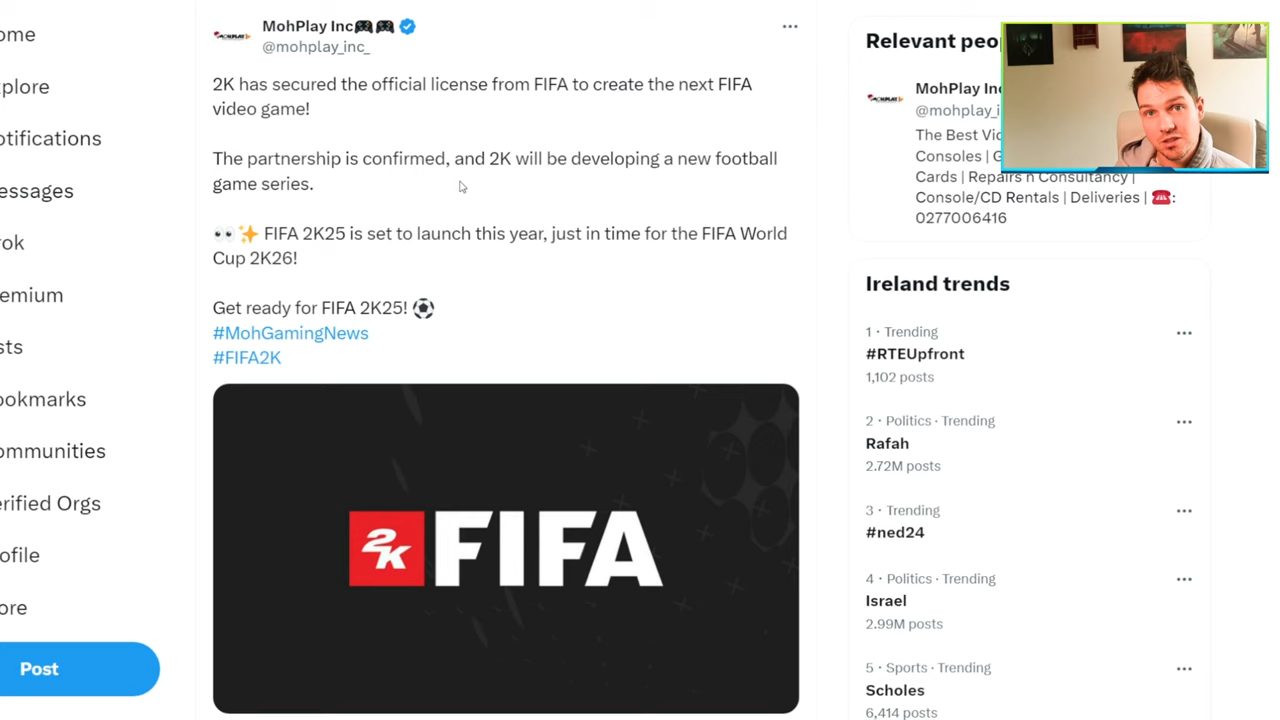 ome
xplore
otifications
essages
ok
emium
sts
ookmarks
ommunities
erified Orgs
ofile
ore
Post
MohPlay Inc🎮🎮
@mohplay_inc_
2K has secured the official license from FIFA to create the next FIFA
video game!
The partnership is confirmed, and 2K will be developing a new football
game series.
👀✨ FIFA 2K25 is set to launch this year, just in time for the FIFA World
Cup 2K26!
Get ready for FIFA 2K25! ⚽
#MohGamingNews
#FIFA2K
2K FIFA
Relevant peo
MohPlay Inc
@mohplay_i
The Best Vi
Consoles | G
Cards | Repairs n Consultancy |
Console/CD Rentals | Deliveries | ☎️:
0277006416
Ireland trends
1 · Trending
#RTEUpfront
1,102 posts
2 · Politics · Trending
Rafah
2.72M posts
3 · Trending
#ned24
4 · Politics · Trending
Israel
2.99M posts
5 · Sports · Trending
Scholes
6,414 posts